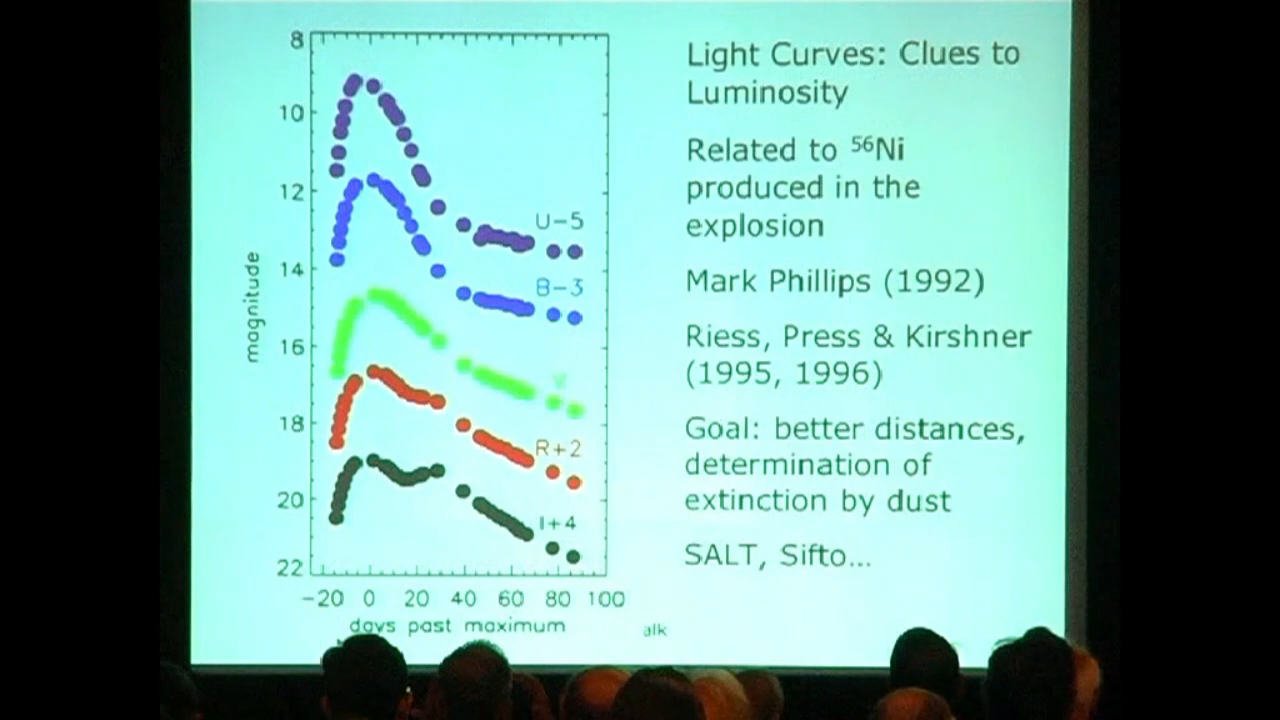 8
10
12
14
16
18
20
22
magnitude
U-5
B-3
V
R+2
I+4
-20 0 20 40 60 80 100
days past maximum
alk
Light Curves: Clues to
Luminosity
Related to ⁵⁶Ni
produced in the
explosion
Mark Phillips (1992)
Riess, Press & Kirshner
(1995, 1996)
Goal: better distances,
determination of
extinction by dust
SALT, Sifto...